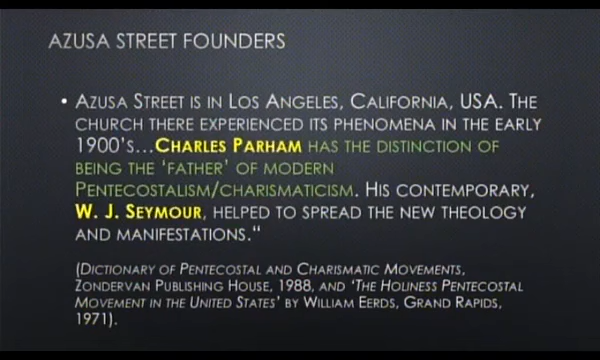 AZUSA STREET FOUNDERS
• AZUSA STREET IS IN LOS ANGELES, CALIFORNIA, USA. THE
CHURCH THERE EXPERIENCED ITS PHENOMENA IN THE EARLY
1900'S...CHARLES PARHAM HAS THE DISTINCTION OF
BEING THE 'FATHER' OF MODERN
PENTECOSTALISM/CHARISMATICISM. HIS CONTEMPORARY,
W. J. SEYMOUR, HELPED TO SPREAD THE NEW THEOLOGY
AND MANIFESTATIONS."
(DICTIONARY OF PENTECOSTAL AND CHARISMATIC MOVEMENTS,
ZONDERVAN PUBLISHING HOUSE, 1988, AND 'THE HOLINESS PENTECOSTAL
MOVEMENT IN THE UNITED STATES' BY WILLIAM EERDS, GRAND RAPIDS,
1971).